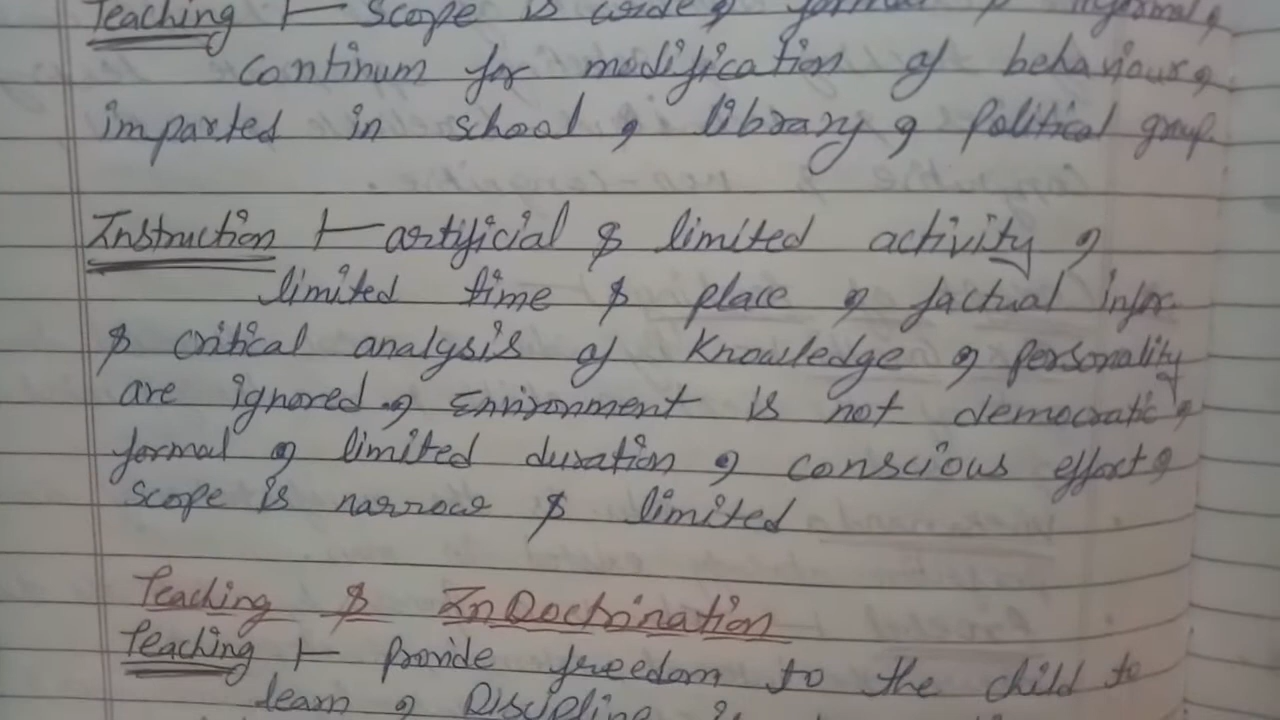 Teaching ⊢ Scope is wide, formal & informal,
continum for modification of behaviour,
imparted in school, library, political group
Instruction ⊢ artificial & limited activity,
limited time & place, factual infor.
& critical analysis of knowledge, personality
are ignored, Environment is not democratic,
formal, limited duration, conscious effort,
scope is narrow & limited
Teaching & InDoctrination
Teaching ⊢ Provide freedom to the child to
learn, Discipline is